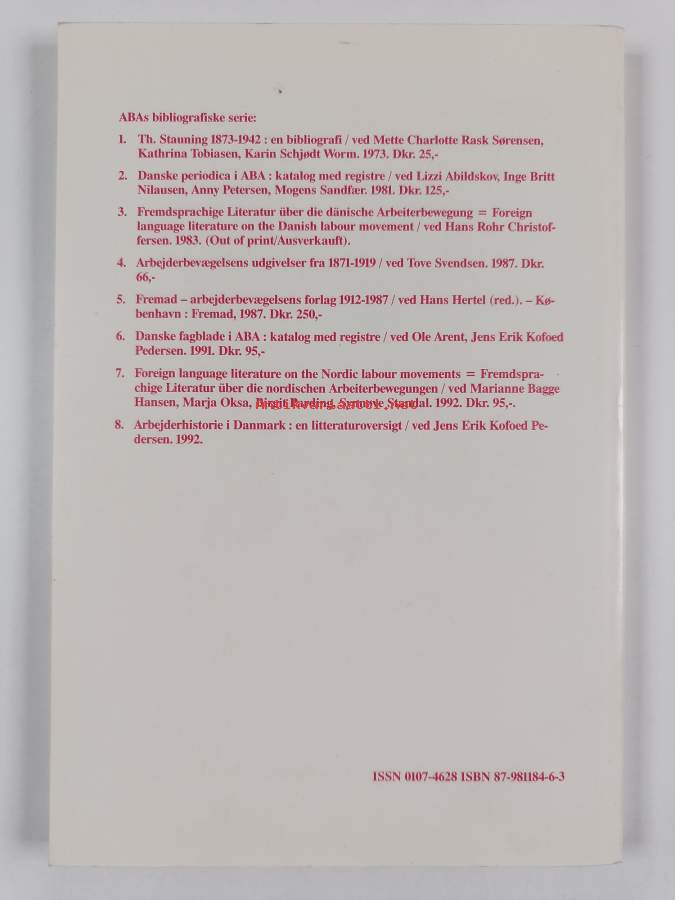 ABAs bibliografiske serie:
1. Th. Stauning 1873-1942 : en bibliografi / ved Mette Charlotte Rask Sørensen,
Kathrina Tobiasen, Karin Schjødt Worm. 1973. Dkr. 25,-
2. Danske periodica i ABA : katalog med registre / ved Lizzi Abildskov, Inge Britt
Nilausen, Anny Petersen, Mogens Sandfær. 1981. Dkr. 125,-
3. Fremdsprachige Literatur über die dänische Arbeiterbewegung = Foreign
language literature on the Danish labour movement / ved Hans Rohr Christof-
fersen. 1983. (Out of print/Ausverkauft).
4. Arbejderbevægelsens udgivelser fra 1871-1919 / ved Tove Svendsen. 1987. Dkr.
66,-
5. Fremad – arbejderbevægelsens forlag 1912-1987 / ved Hans Hertel (red.). – Kø-
benhavn : Fremad, 1987. Dkr. 250,-
6. Danske fagblade i ABA : katalog med registre / ved Ole Arent, Jens Erik Kofoed
Pedersen. 1991. Dkr. 95,-
7. Foreign language literature on the Nordic labour movements = Fremdspra-
chige Literatur über die nordischen Arbeiterbewegungen / ved Marianne Bagge
Hansen, Marja Oksa, Birgit Standal. 1992. Dkr. 95,-.
8. Arbejderhistorie i Danmark : en litteraturoversigt / ved Jens Erik Kofoed Pe-
dersen. 1992.
ISSN 0107-4628 ISBN 87-981184-6-3